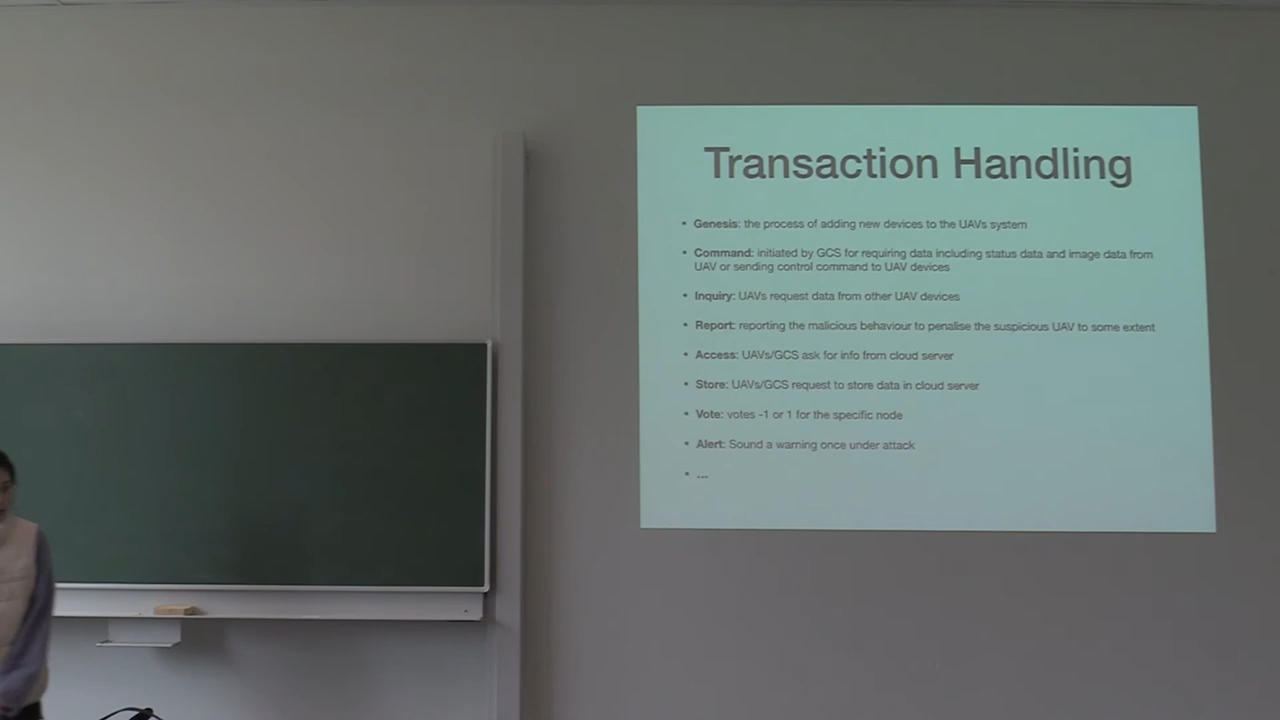 Transaction Handling
• Genesis: the process of adding new devices to the UAVs system
• Command: initiated by GCS for requiring data including status data and image data from
UAV or sending control command to UAV devices
• Inquiry: UAVs request data from other UAV devices
• Report: reporting the malicious behaviour to penalise the suspicious UAV to some extent
• Access: UAVs/GCS ask for info from cloud server
• Store: UAVs/GCS request to store data in cloud server
• Vote: votes -1 or 1 for the specific node
• Alert: Sound a warning once under attack
• ...